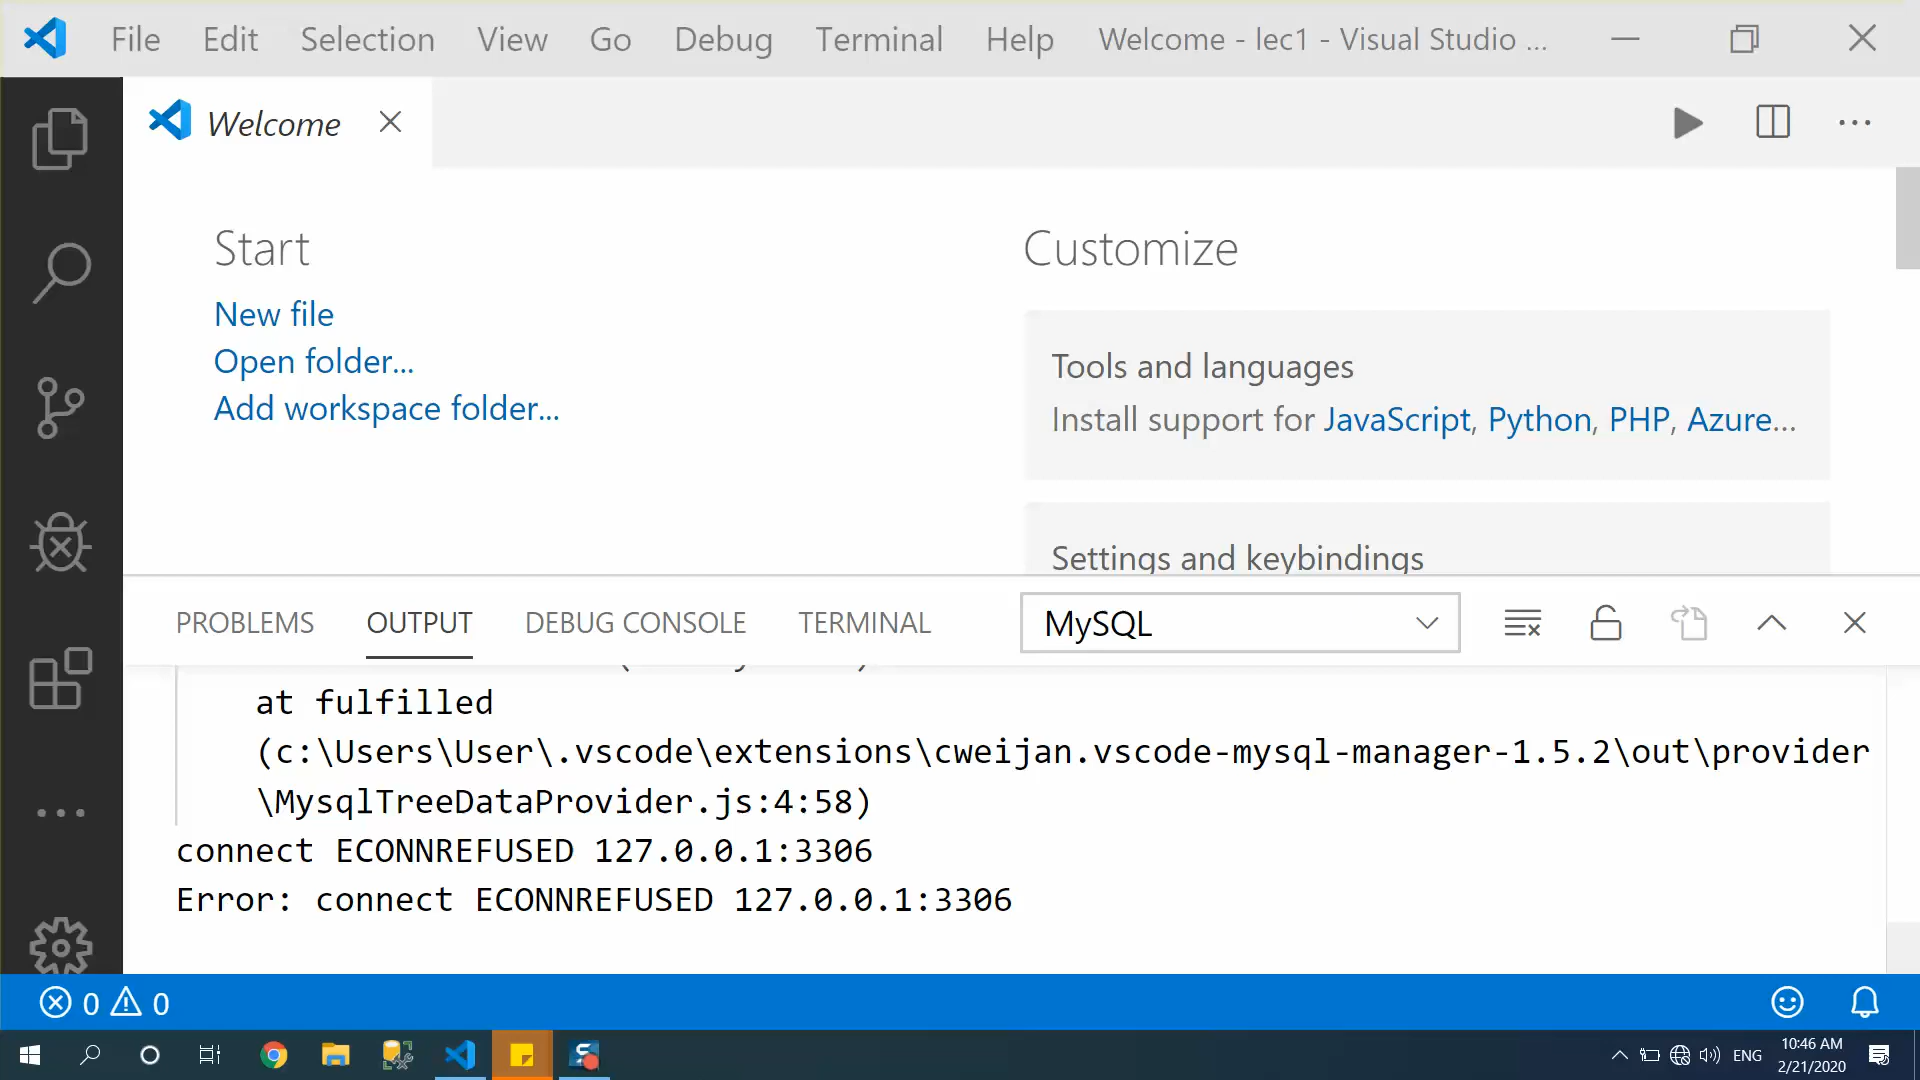 File Edit Selection View Go Debug Terminal Help Welcome - lec1 - Visual Studio ...
Welcome
Start
Customize
New file
Open folder...
Add workspace folder...
Tools and languages
Install support for JavaScript, Python, PHP, Azure...
Settings and keybindings
PROBLEMS OUTPUT DEBUG CONSOLE TERMINAL MySQL
at fulfilled
(c:\Users\User\.vscode\extensions\cweijan.vscode-mysql-manager-1.5.2\out\provider
\MysqlTreeDataProvider.js:4:58)
connect ECONNREFUSED 127.0.0.1:3306
Error: connect ECONNREFUSED 127.0.0.1:3306
0 0
ENG
10:46 AM
2/21/2020